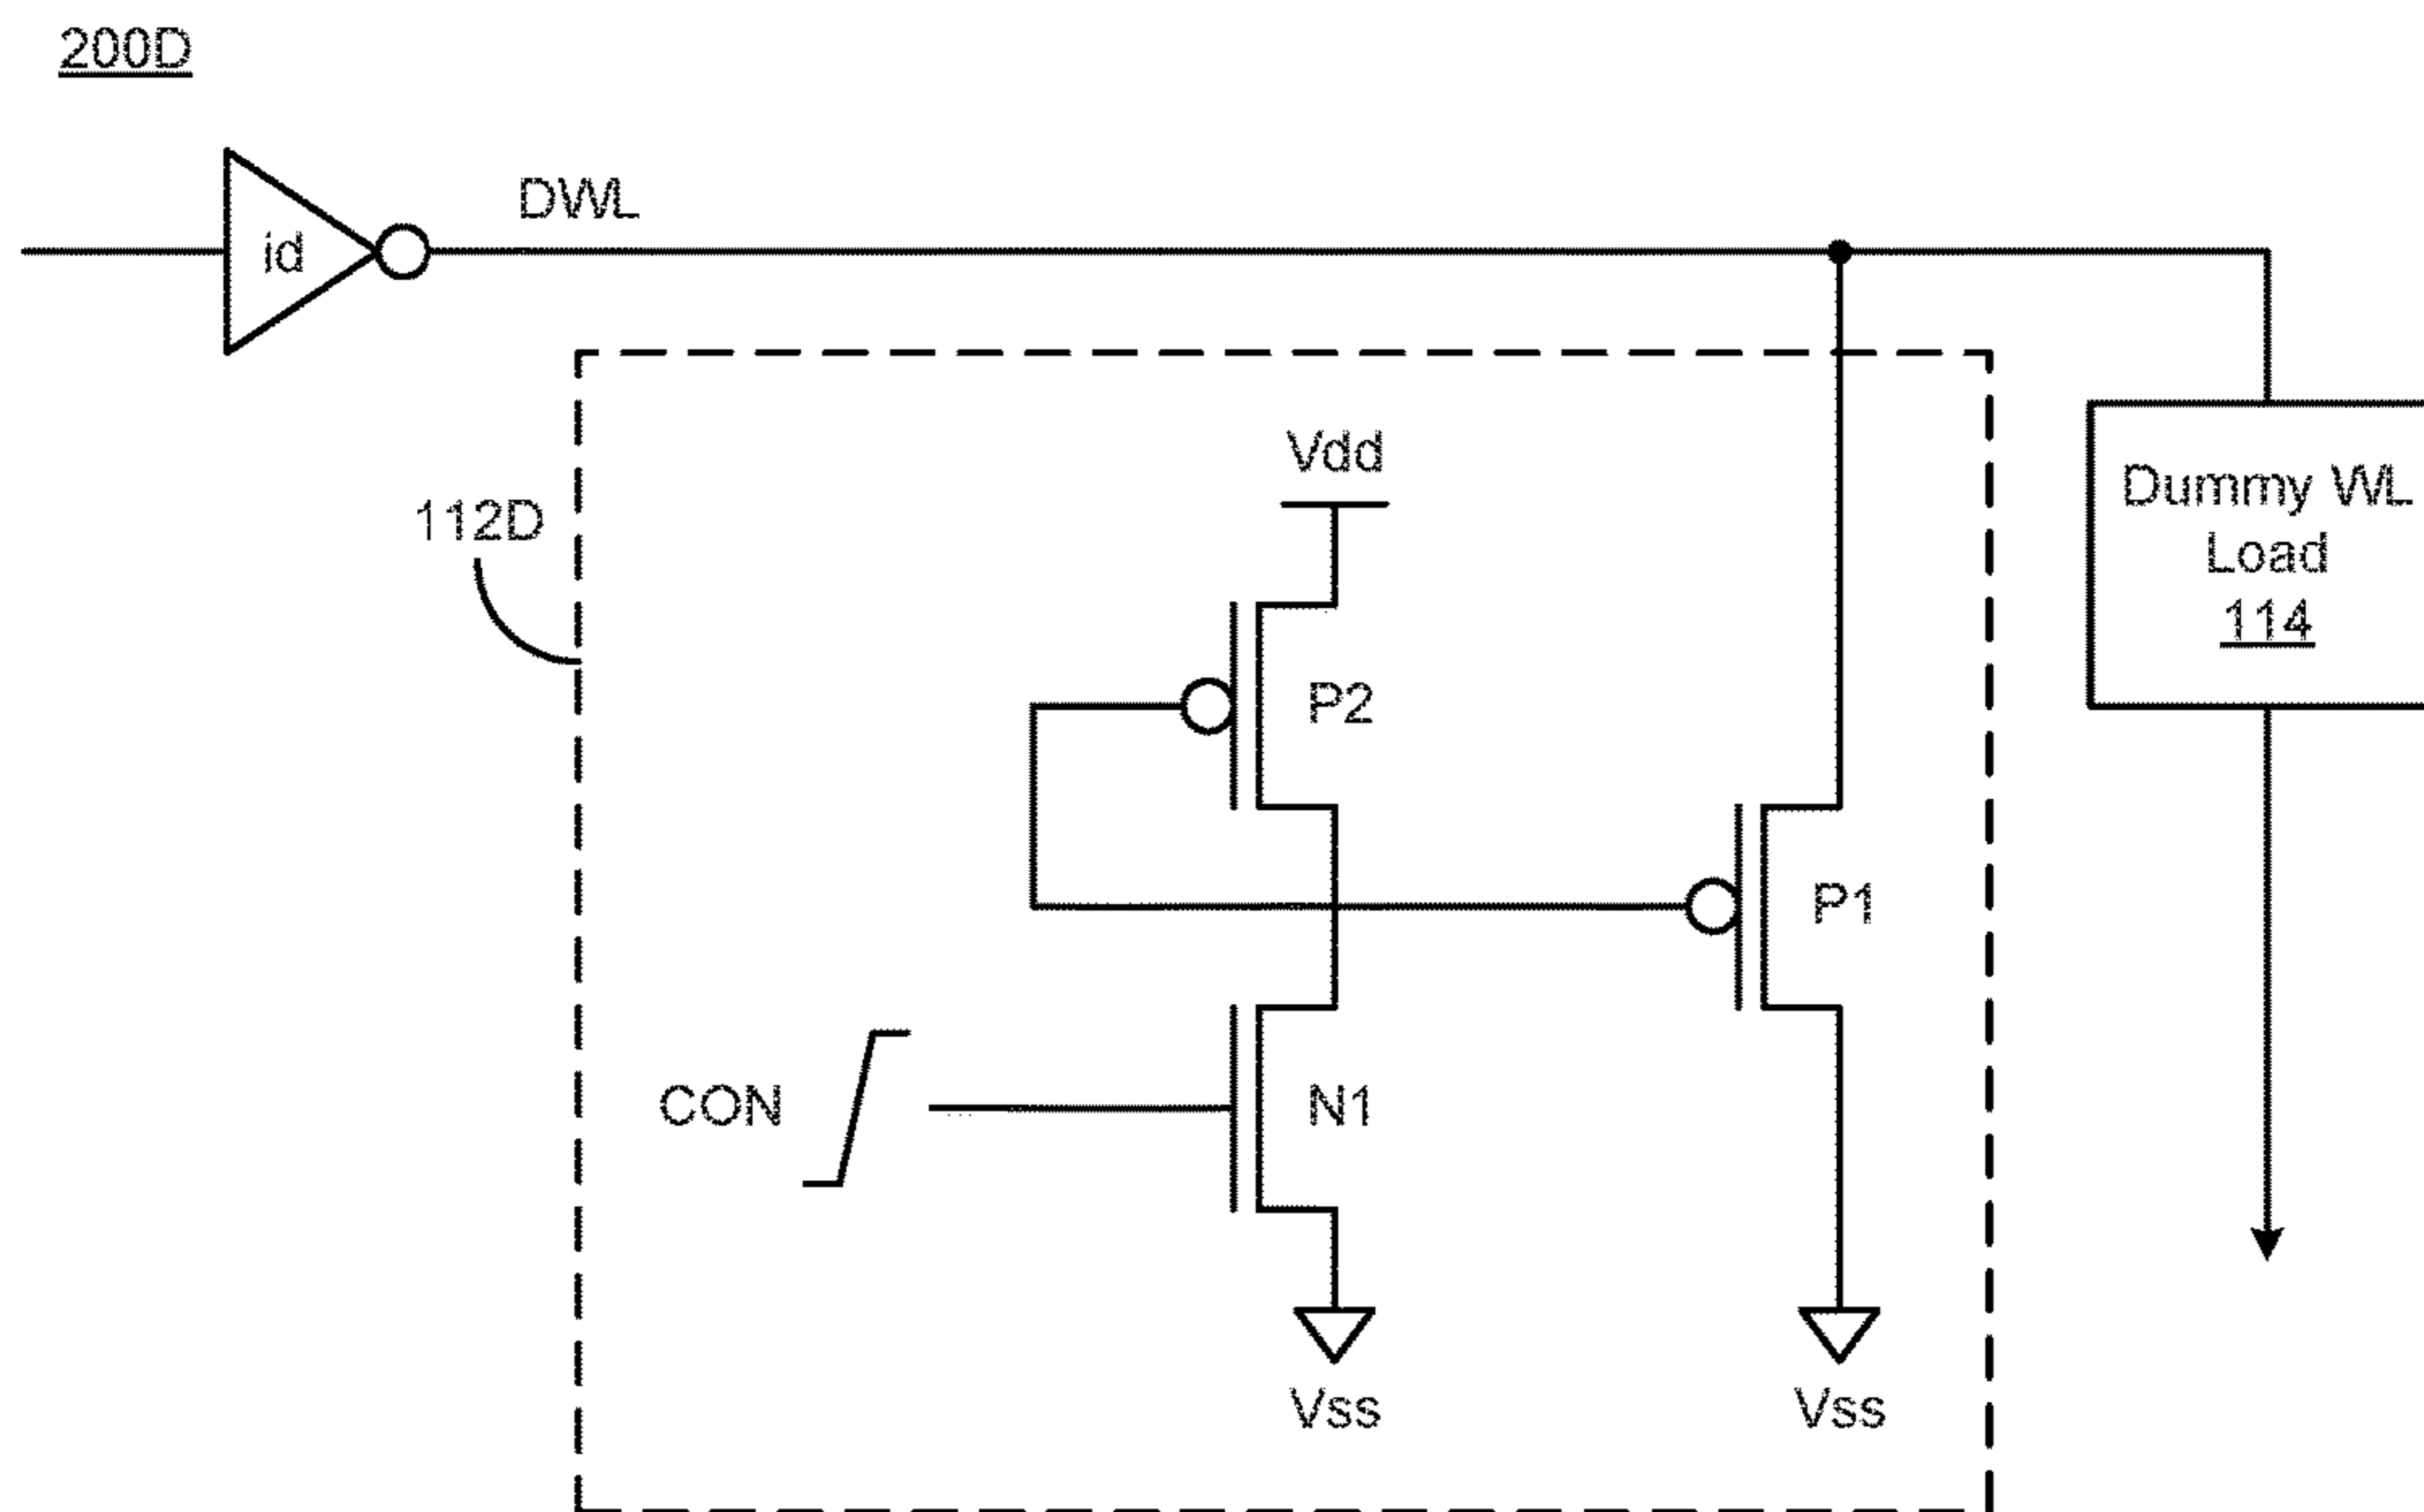 200D
id
DWL
112D
Vdd
Dummy WL
Load
114
P2
P1
CON
N1
Vss
Vss